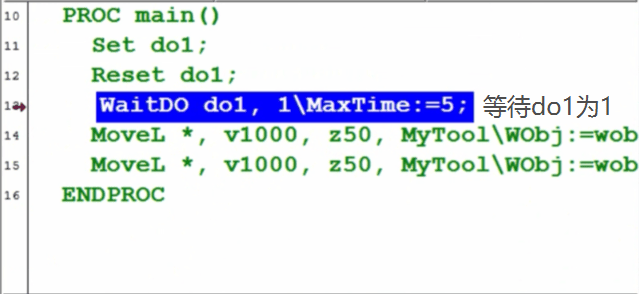 10 PROC main()
11 Set do1;
12 Reset do1;
13 WaitDO do1, 1\MaxTime:=5; 等待do1为1
14 MoveL *, v1000, z50, MyTool\WObj:=wob
15 MoveL *, v1000, z50, MyTool\WObj:=wob
16 ENDPROC